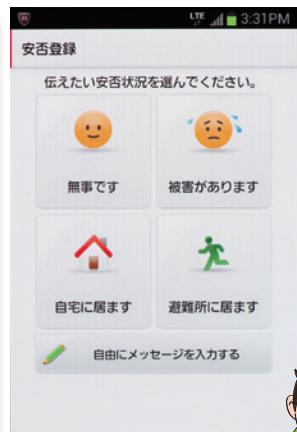 LTE 3:31PM
安否登録
伝えたい安否状況を選んでください。
無事です
被害があります
自宅に居ます
避難所に居ます
自由にメッセージを入力する